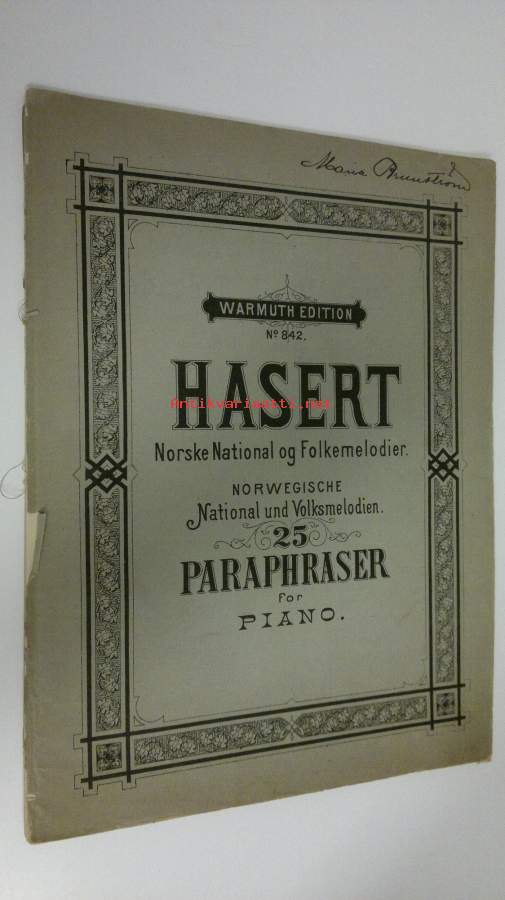 Maria
WARMUTH EDITION
No 842.
HASERT
Antikvariaatti.net
Norske National og Folkemelodier.
NORWEGISCHE
National und Volksmelodien.
25
PARAPHRASER
for
PIANO.